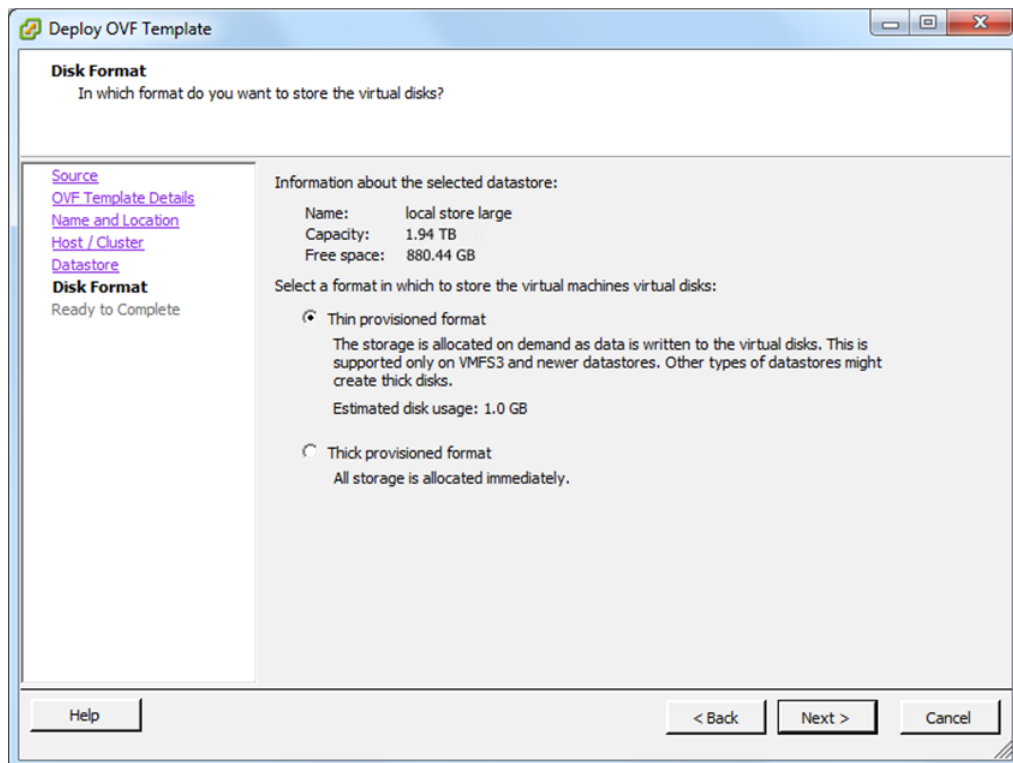 Deploy OVF Template
Disk Format
In which format do you want to store the virtual disks?
Source
OVF Template Details
Name and Location
Host / Cluster
Datastore
Disk Format
Ready to Complete
Information about the selected datastore:
Name: local store large
Capacity: 1.94 TB
Free space: 880.44 GB
Select a format in which to store the virtual machines virtual disks:
Thin provisioned format
The storage is allocated on demand as data is written to the virtual disks. This is
supported only on VMFS3 and newer datastores. Other types of datastores might
create thick disks.
Estimated disk usage: 1.0 GB
Thick provisioned format
All storage is allocated immediately.
Help
< Back
Next >
Cancel